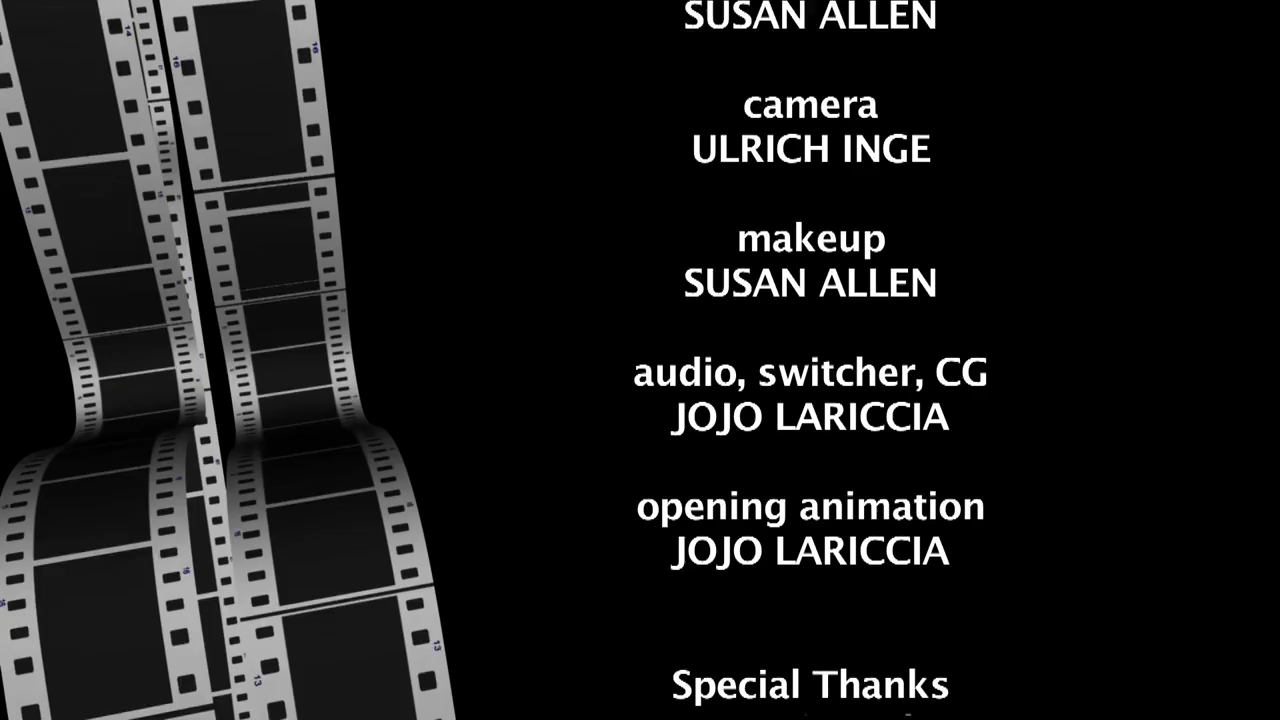 SUSAN ALLEN
camera
ULRICH INGE
makeup
SUSAN ALLEN
audio, switcher, CG
JOJO LARICCIA
opening animation
JOJO LARICCIA
Special Thanks